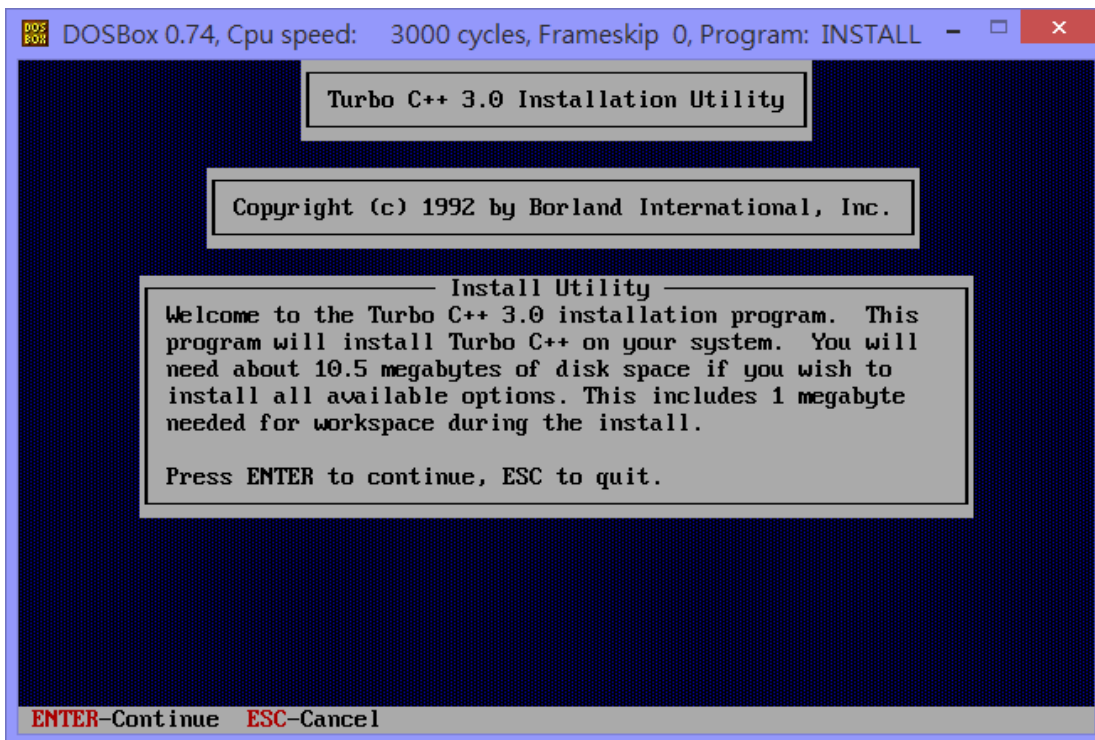 DOSBox 0.74, Cpu speed: 3000 cycles, Frameskip 0, Program: INSTALL
Turbo C++ 3.0 Installation Utility
Copyright (c) 1992 by Borland International, Inc.
Install Utility
Welcome to the Turbo C++ 3.0 installation program. This
program will install Turbo C++ on your system. You will
need about 10.5 megabytes of disk space if you wish to
install all available options. This includes 1 megabyte
needed for workspace during the install.
Press ENTER to continue, ESC to quit.
ENTER-Continue ESC-Cancel